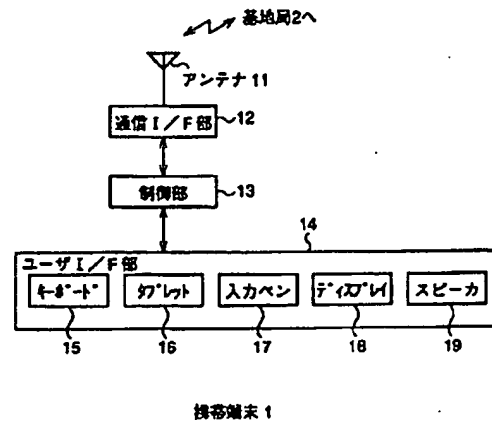 基地局2へ
アンテナ11
通信I/F部 12
制御部 13
14
ユーザI/F部
キーボード タブレット 入力ペン ディスプレイ スピーカ
15 16 17 18 19
携帯端末1